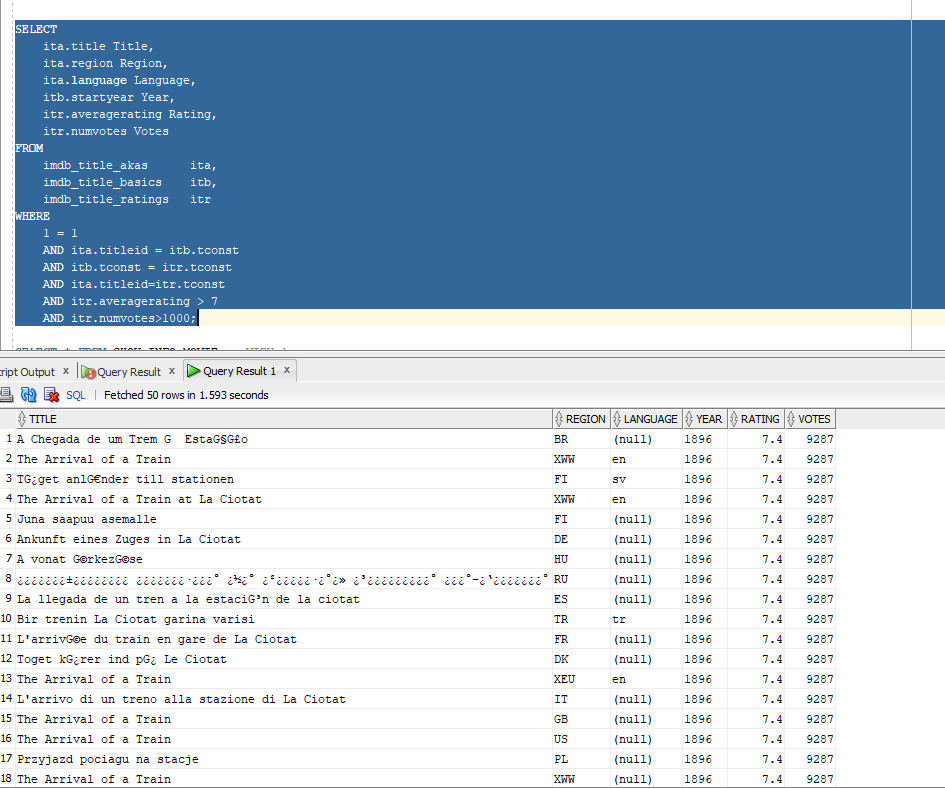 SELECT
ita.title Title,
ita.region Region,
ita.language Language,
itb.startyear Year,
itr.averagerating Rating,
itr.numvotes Votes
FROM
imdb_title_akas ita,
imdb_title_basics itb,
imdb_title_ratings itr
WHERE
1 = 1
AND ita.titleid = itb.tconst
AND itb.tconst = itr.tconst
AND ita.titleid=itr.tconst
AND itr.averagerating > 7
AND itr.numvotes>1000;
ript Output x Query Result x Query Result 1 x
SQL | Fetched 50 rows in 1.593 seconds
TITLE REGION LANGUAGE YEAR RATING VOTES
1 A Chegada de um Trem G  EstaG§G£o BR (null) 1896 7.4 9287
2 The Arrival of a Train XWW en 1896 7.4 9287
3 TG¿get anlG€nder till stationen FI sv 1896 7.4 9287
4 The Arrival of a Train at La Ciotat XWW en 1896 7.4 9287
5 Juna saapuu asemalle FI (null) 1896 7.4 9287
6 Ankunft eines Zuges in La Ciotat DE (null) 1896 7.4 9287
7 A vonat G©rkezG©se HU (null) 1896 7.4 9287
8 RU (null) 1896 7.4 9287
9 La llegada de un tren a la estaciG³n de la ciotat ES (null) 1896 7.4 9287
10 Bir trenin La Ciotat garina varisi TR tr 1896 7.4 9287
11 L'arrivG©e du train en gare de La Ciotat FR (null) 1896 7.4 9287
12 Toget kG¿rer ind pG¿ Le Ciotat DK (null) 1896 7.4 9287
13 The Arrival of a Train XEU en 1896 7.4 9287
14 L'arrivo di un treno alla stazione di La Ciotat IT (null) 1896 7.4 9287
15 The Arrival of a Train GB (null) 1896 7.4 9287
16 The Arrival of a Train US (null) 1896 7.4 9287
17 Przyjazd pociagu na stacje PL (null) 1896 7.4 9287
18 The Arrival of a Train XWW (null) 1896 7.4 9287